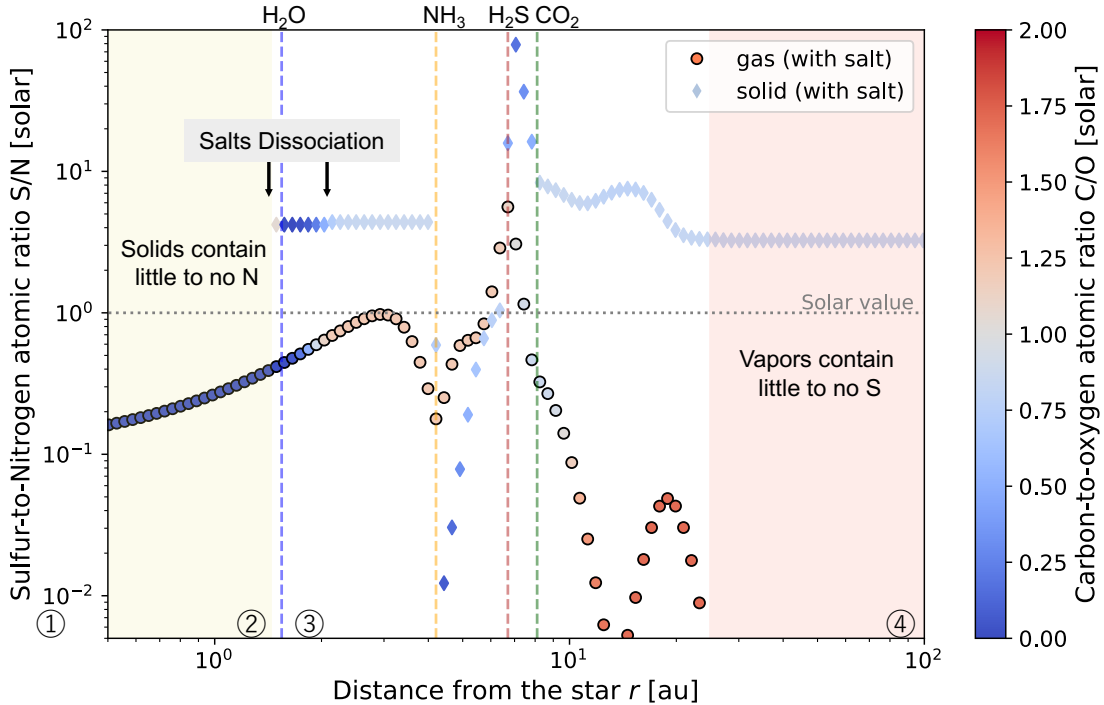 H₂O NH₃ H₂S CO₂
Sulfur-to-Nitrogen atomic ratio S/N [solar]
10²
10¹
10⁰
10⁻¹
10⁻²
gas (with salt)
solid (with salt)
Salts Dissociation
Solids contain
little to no N
Solar value
Vapors contain
little to no S
① ② ③ ④
10⁰ 10¹ 10²
Distance from the star r [au]
2.00
1.75
1.50
1.25
1.00
0.75
0.50
0.25
0.00
Carbon-to-oxygen atomic ratio C/O [solar]